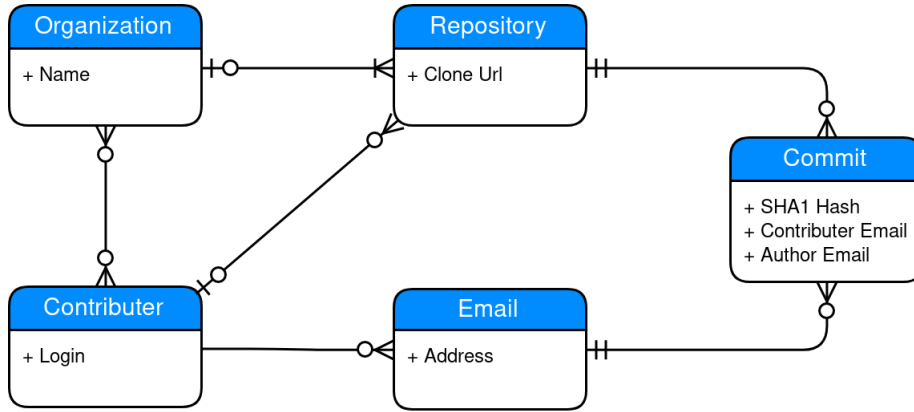 Organization
+ Name
Repository
+ Clone Url
Commit
+ SHA1 Hash
+ Contributer Email
+ Author Email
Contributer
+ Login
Email
+ Address